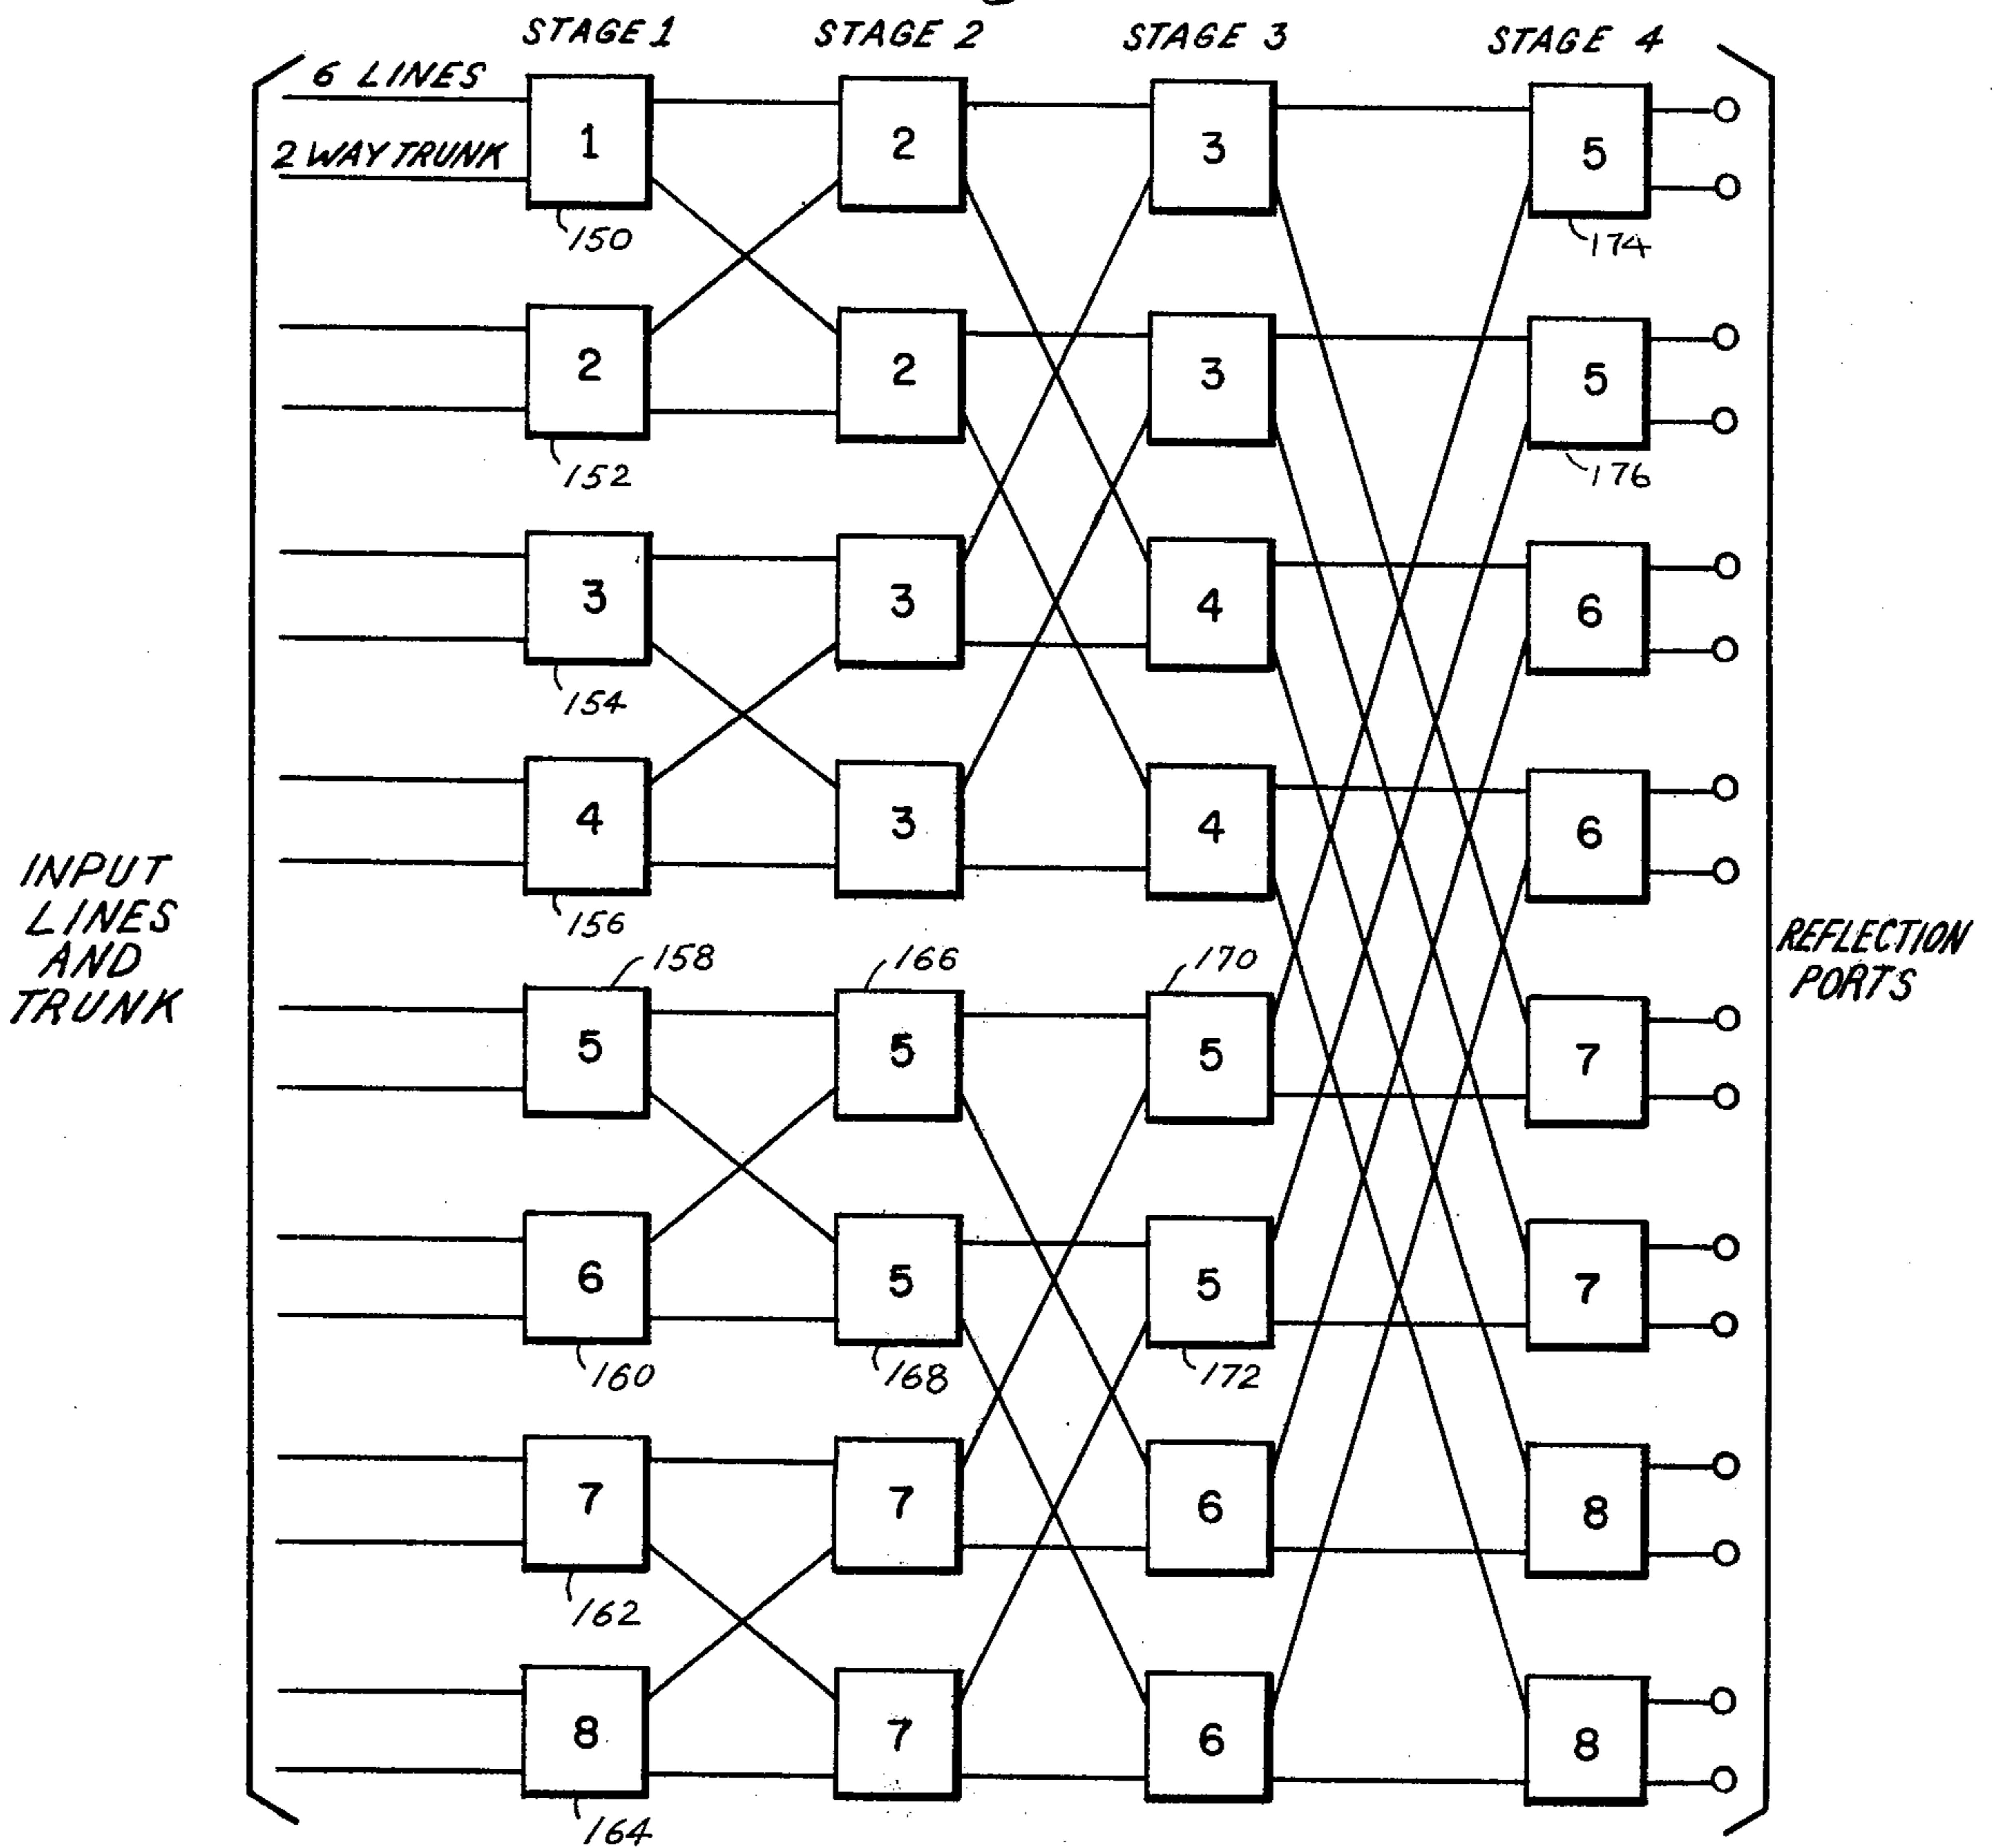 STAGE 1 STAGE 2 STAGE 3 STAGE 4
6 LINES
2 WAY TRUNK
1 2 3 5
150 174
2 2 3 5
152 176
3 3 4 6
154
4 3 4 6
156
INPUT
LINES
AND
TRUNK
REFLECTION
PORTS
158 166 170
5 5 5 7
6 5 5 7
160 168 172
7 7 6 8
162
8 7 6 8
164